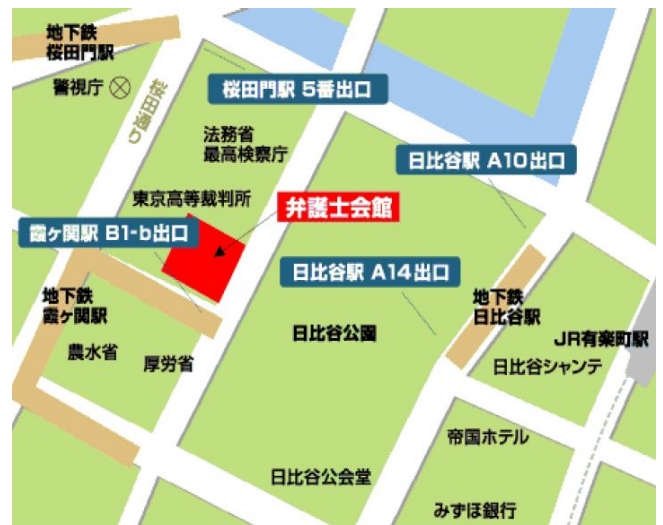 地下鉄
桜田門駅
警視庁
桜田通り
桜田門駅 5番出口
法務省
最高検察庁
日比谷駅 A10出口
東京高等裁判所
弁護士会館
霞ヶ関駅 B1-b出口
日比谷駅 A14出口
地下鉄
霞ヶ関駅
地下鉄
日比谷駅
日比谷公園
JR有楽町駅
農水省
厚労省
日比谷シャンテ
帝国ホテル
日比谷公会堂
みずほ銀行